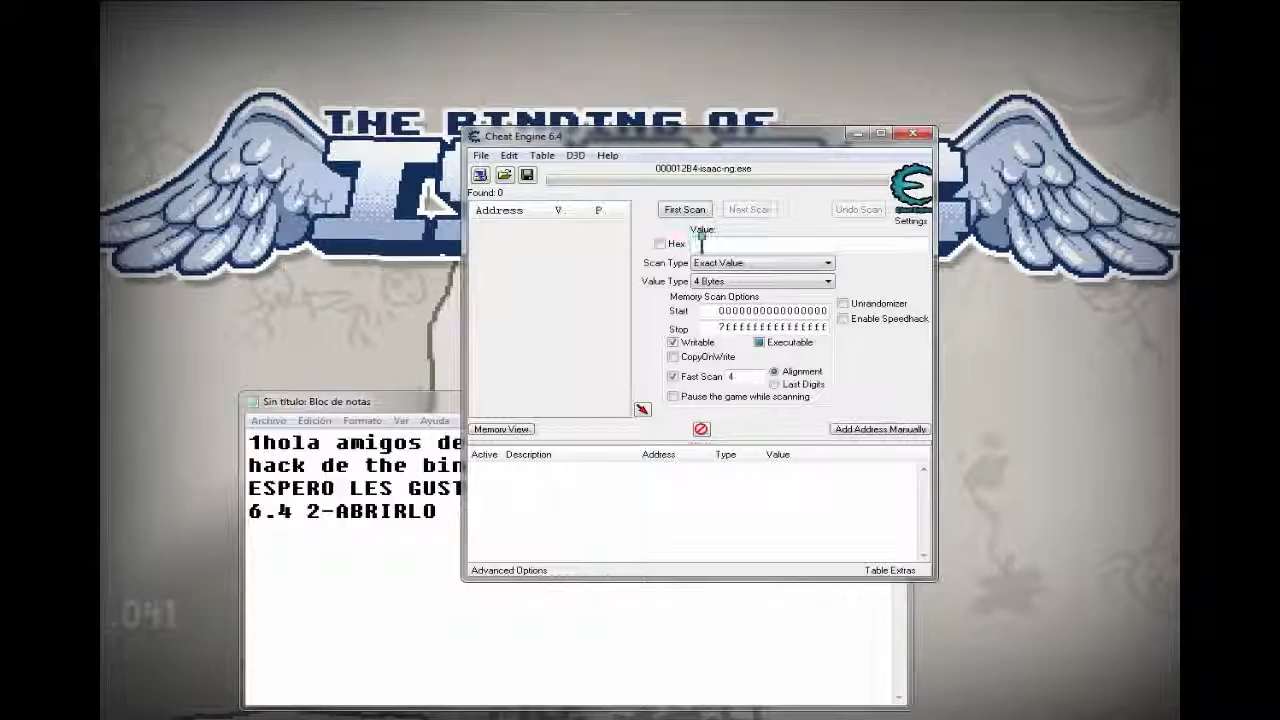 THE BINDING OF
Cheat Engine 6.4
File Edit Table D3D Help
000012B4-isaac-ng.exe
Found: 0
Address V P
First Scan Next Scan Undo Scan
Settings
Value:
Hex
Scan Type Exact Value
Value Type 4 Bytes
Memory Scan Options
Start 0000000000000000
Stop 7fffffffffffffff
Unrandomizer
Enable Speedhack
Writable Executable
CopyOnWrite
Fast Scan 4 Alignment
Last Digits
Pause the game while scanning
Memory View Add Address Manually
Active Description Address Type Value
Advanced Options Table Extras
Sin título: Bloc de notas
Archivo Edición Formato Ver Ayuda
1hola amigos de
hack de the bin
ESPERO LES GUST
6.4 2-ABRIRLO
.041